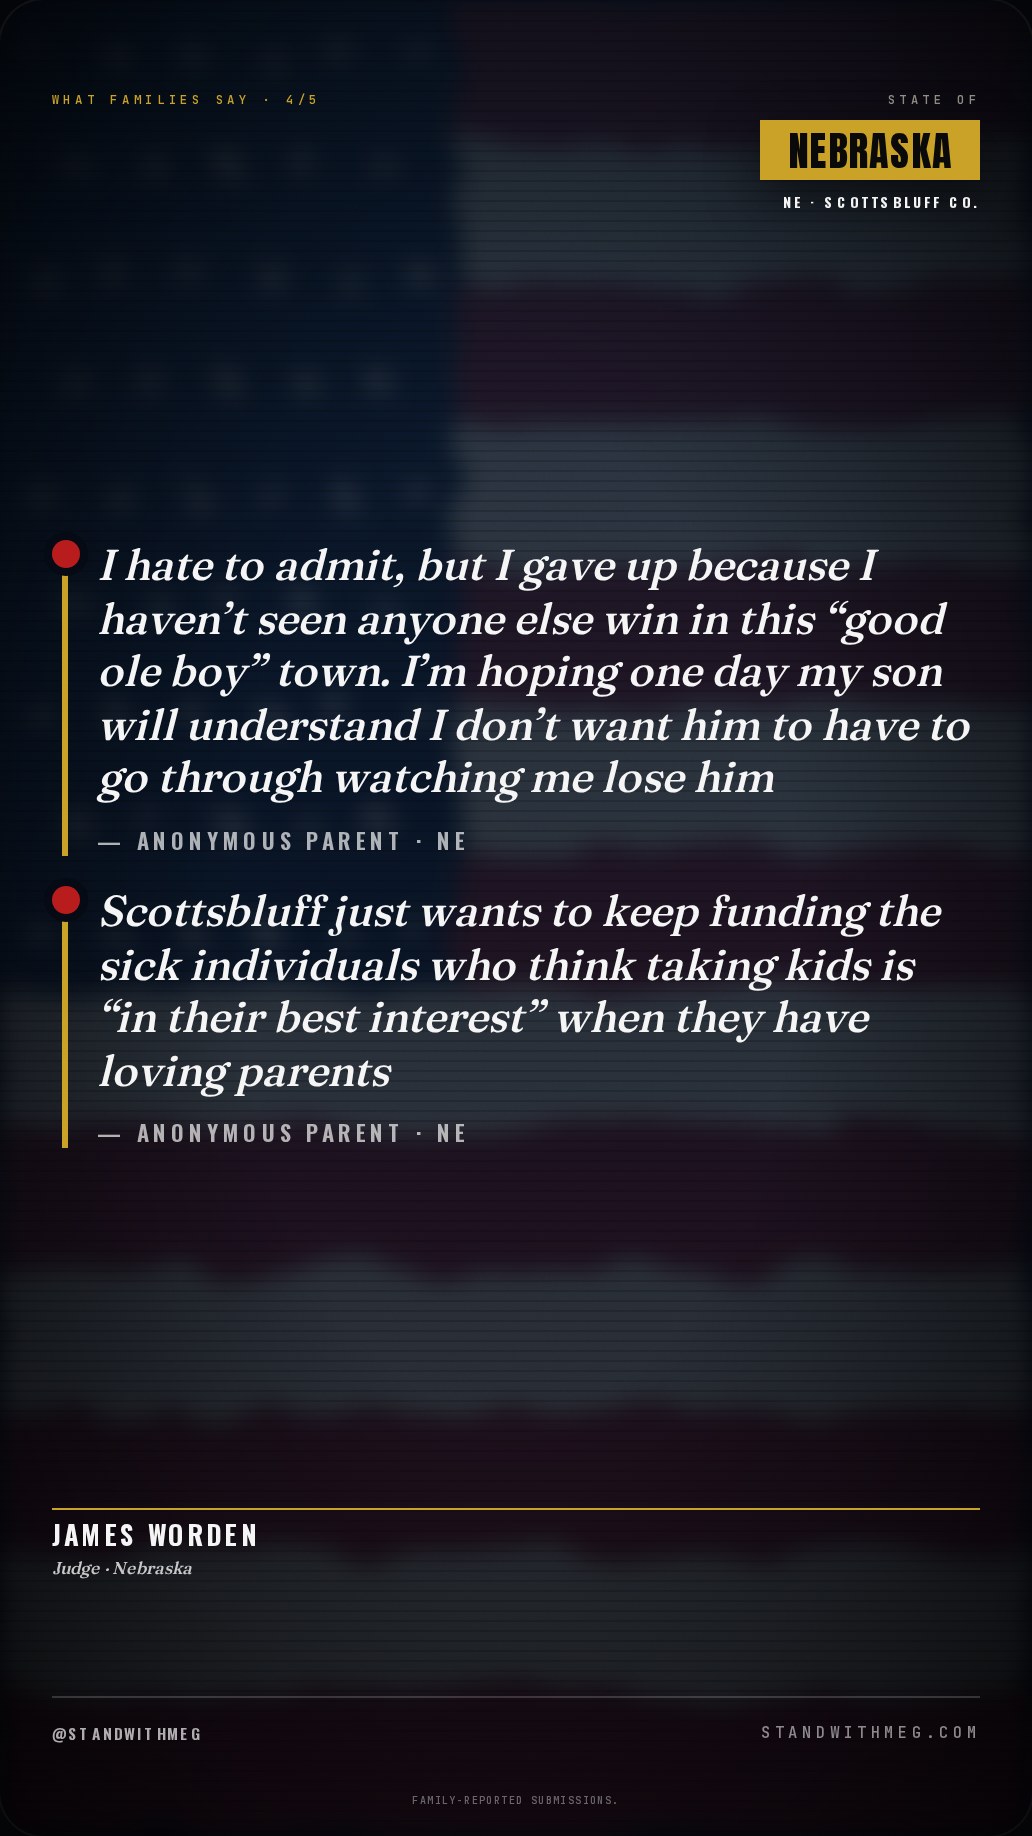 WHAT FAMILIES SAY · 4/5
STATE OF
NEBRASKA
NE · SCOTTSBLUFF CO.
I hate to admit, but I gave up because I
haven’t seen anyone else win in this “good
ole boy” town. I’m hoping one day my son
will understand I don’t want him to have to
go through watching me lose him
— ANONYMOUS PARENT · NE
Scottsbluff just wants to keep funding the
sick individuals who think taking kids is
“in their best interest” when they have
loving parents
— ANONYMOUS PARENT · NE
JAMES WORDEN
Judge · Nebraska
@STANDWITHMEG
STANDWITHMEG.COM
FAMILY-REPORTED SUBMISSIONS.